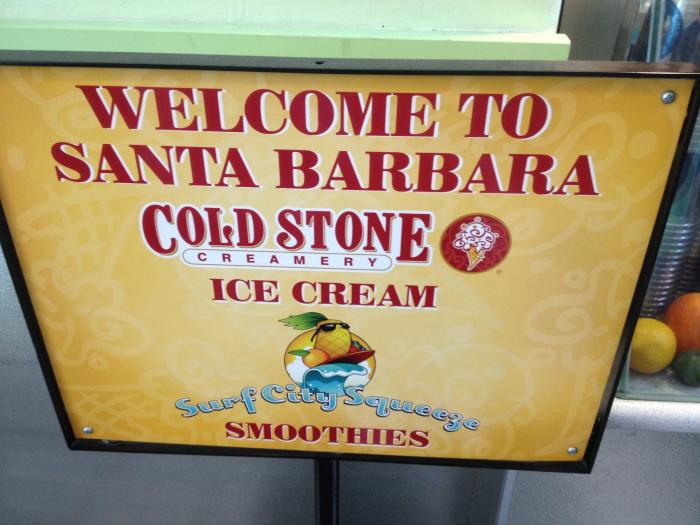 WELCOME TO
SANTA BARBARA
COLD STONE
CREAMERY
ICE CREAM
Surf City Squeeze
SMOOTHIES